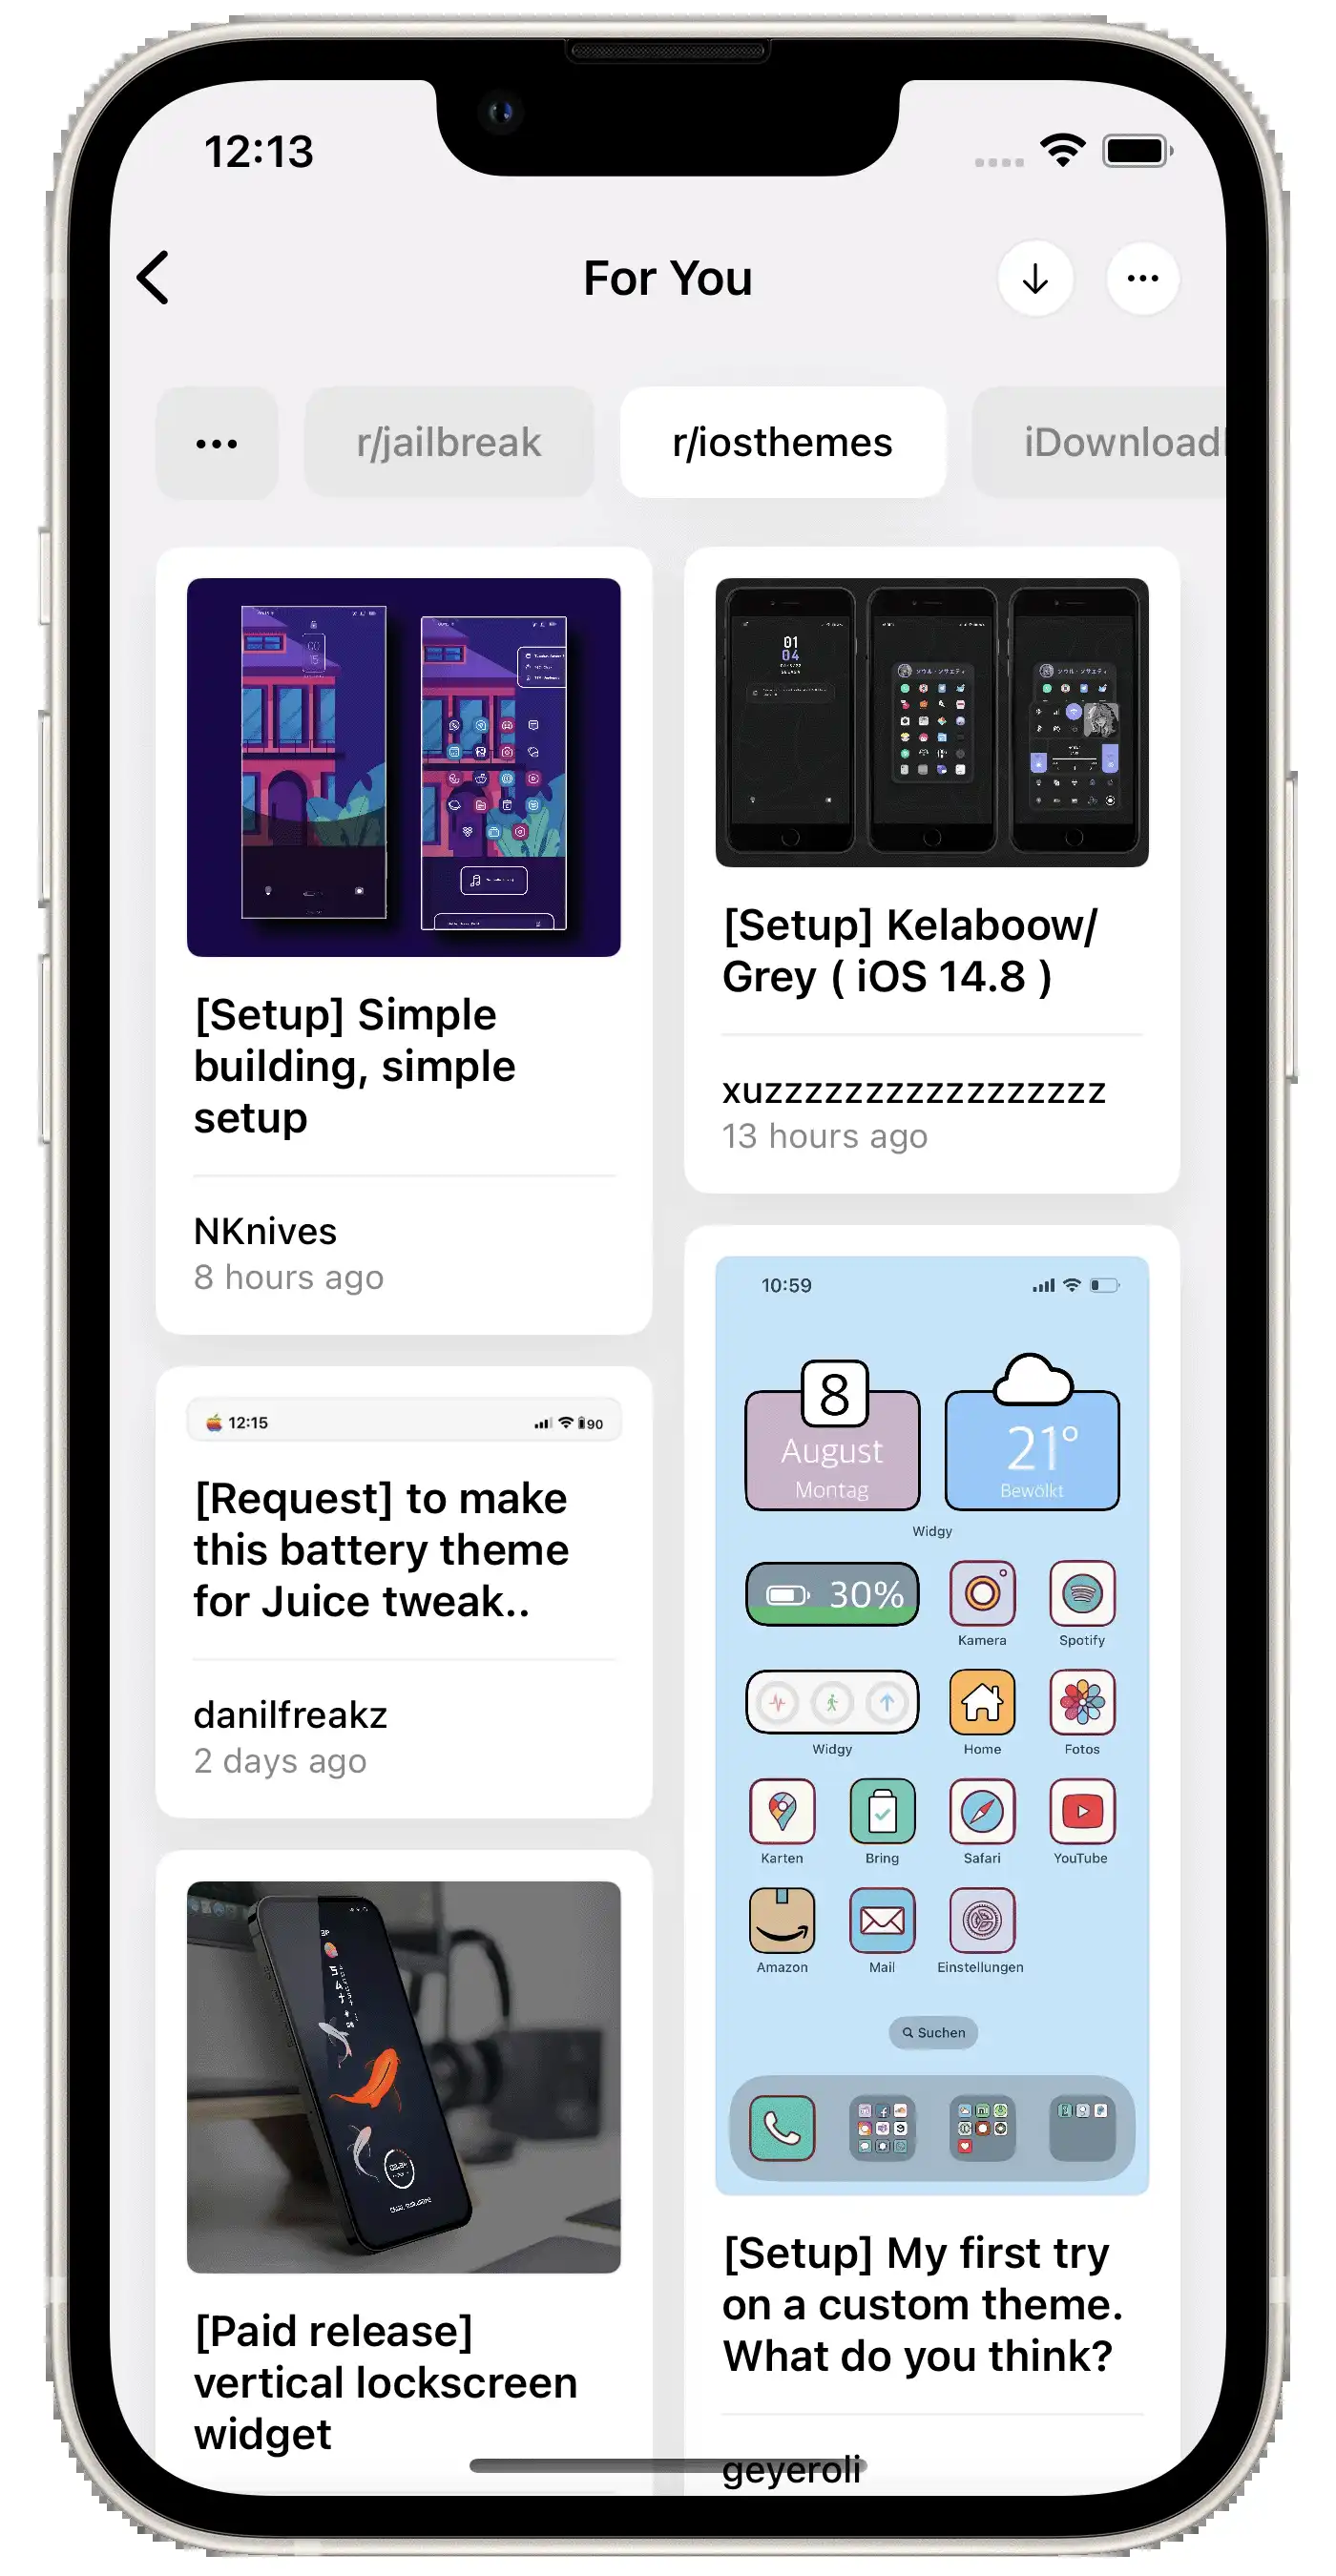 12:13
For You
r/jailbreak
r/iosthemes
iDownload
[Setup] Simple
building, simple
setup
NKnives
8 hours ago
12:15
90
[Request] to make
this battery theme
for Juice tweak..
danilfreakz
2 days ago
[Paid release]
vertical lockscreen
widget
01
04
[Setup] Kelaboow/
Grey ( iOS 14.8 )
xuzzzzzzzzzzzzzzzzz
13 hours ago
10:59
8
August
Montag
21°
Bewölkt
Widgy
30%
Kamera
Spotify
Widgy
Home
Fotos
Karten
Bring
Safari
YouTube
Amazon
Mail
Einstellungen
Suchen
[Setup] My first try
on a custom theme.
What do you think?
geyeroli